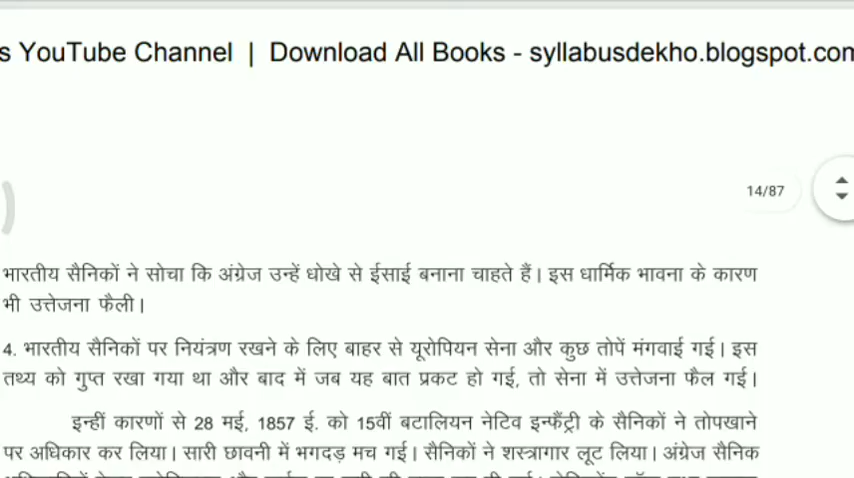 s YouTube Channel | Download All Books - syllabusdekho.blogspot.com
14/87
भारतीय सैनिकों ने सोचा कि अंग्रेज उन्हें धोखे से ईसाई बनाना चाहते हैं। इस धार्मिक भावना के कारण
भी उत्तेजना फैली।
4. भारतीय सैनिकों पर नियंत्रण रखने के लिए बाहर से यूरोपियन सेना और कुछ तोपें मंगवाई गई। इस
तथ्य को गुप्त रखा गया था और बाद में जब यह बात प्रकट हो गई, तो सेना में उत्तेजना फैल गई।
इन्हीं कारणों से 28 मई, 1857 ई. को 15वीं बटालियन नेटिव इन्फैंट्री के सैनिकों ने तोपखाने
पर अधिकार कर लिया। सारी छावनी में भगदड़ मच गई। सैनिकों ने शस्त्रागार लूट लिया। अंग्रेज सैनिक